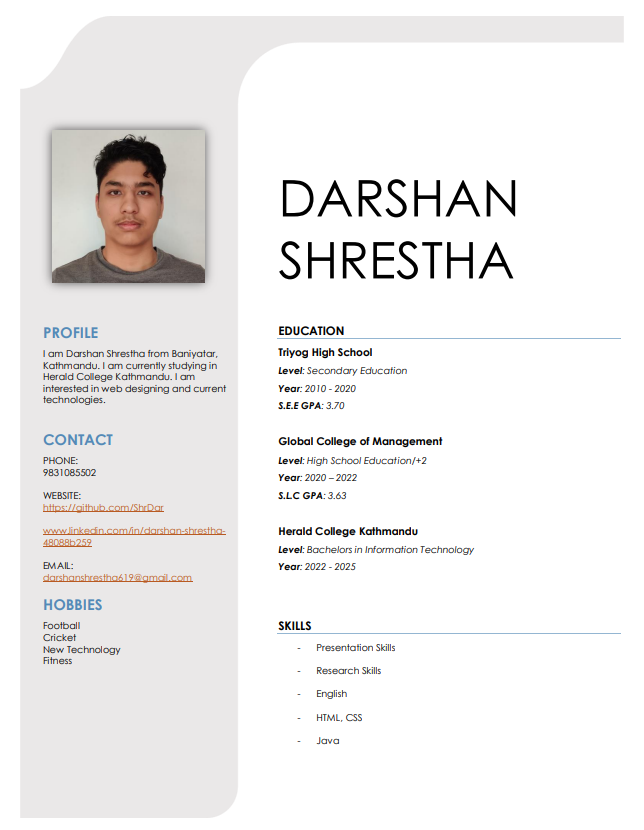 DARSHAN
SHRESTHA
PROFILE
I am Darshan Shrestha from Baniyatar,
Kathmandu. I am currently studying in
Herald College Kathmandu. I am
interested in web designing and current
technologies.
CONTACT
PHONE:
9831085502
WEBSITE:
https://github.com/ShrDar
www.linkedin.com/in/darshan-shrestha-
48088b259
EMAIL:
darshanshrestha619@gmail.com
HOBBIES
Football
Cricket
New Technology
Fitness
EDUCATION
Triyog High School
Level: Secondary Education
Year: 2010 - 2020
S.E.E GPA: 3.70
Global College of Management
Level: High School Education/+2
Year: 2020 – 2022
S.L.C GPA: 3.63
Herald College Kathmandu
Level: Bachelors in Information Technology
Year: 2022 - 2025
SKILLS
- Presentation Skills
- Research Skills
- English
- HTML, CSS
- Java